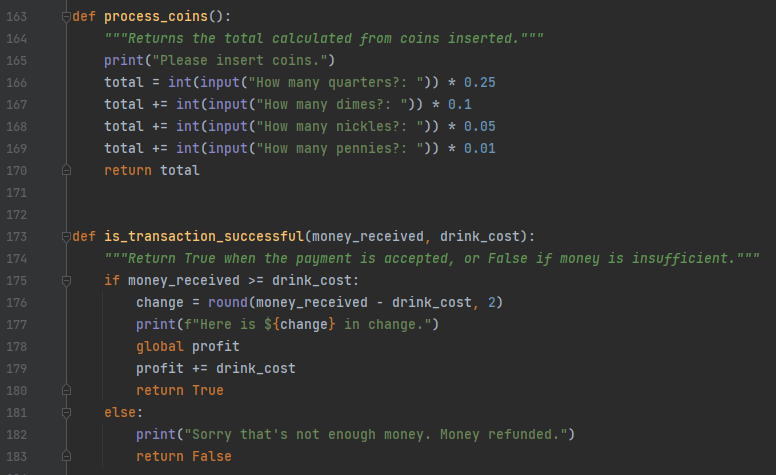 163 def process_coins():
164     """Returns the total calculated from coins inserted."""
165     print("Please insert coins.")
166     total = int(input("How many quarters?: ")) * 0.25
167     total += int(input("How many dimes?: ")) * 0.1
168     total += int(input("How many nickles?: ")) * 0.05
169     total += int(input("How many pennies?: ")) * 0.01
170     return total
171
172
173 def is_transaction_successful(money_received, drink_cost):
174     """Return True when the payment is accepted, or False if money is insufficient."""
175     if money_received >= drink_cost:
176         change = round(money_received - drink_cost, 2)
177         print(f"Here is ${change} in change.")
178         global profit
179         profit += drink_cost
180         return True
181     else:
182         print("Sorry that's not enough money. Money refunded.")
183         return False